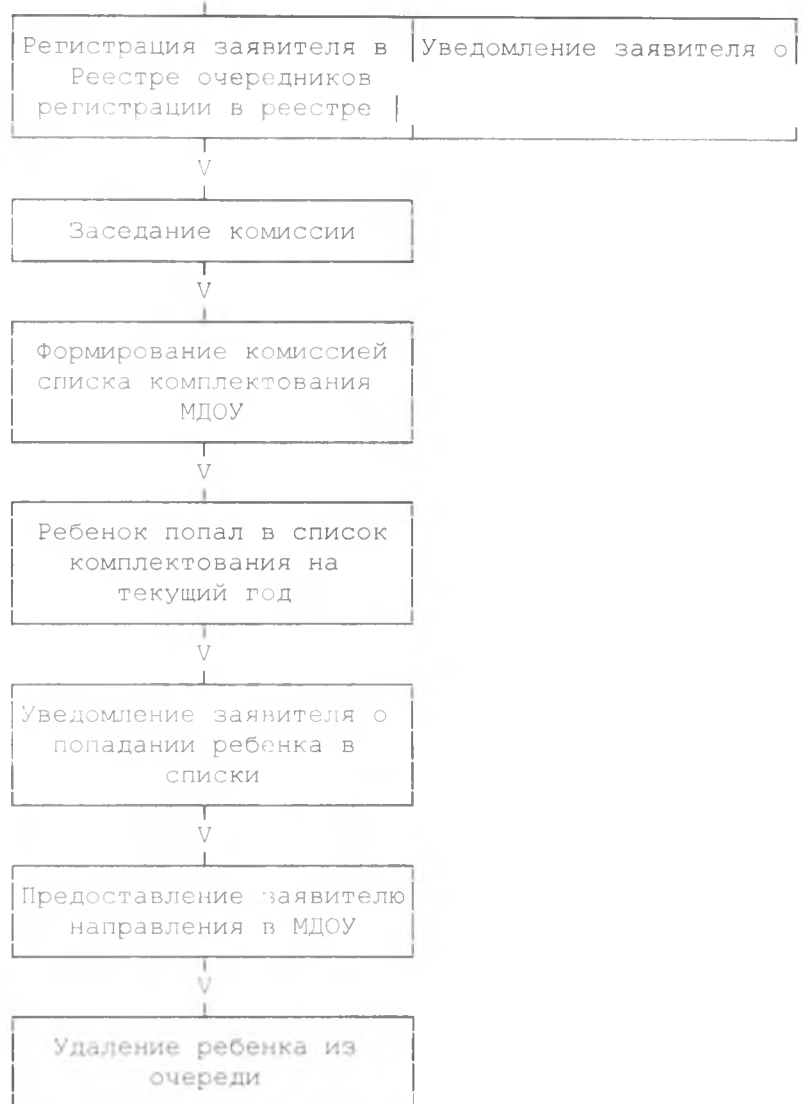 Регистрация заявителя в | Уведомление заявителя о |
Реестре очередников
регистрации в реестре |
V
Заседание комиссии
V
Формирование комиссией
списка комплектования
МДОУ
V
Ребенок попал в список
комплектования на
текущий год
V
Уведомление заявителя о
попадании ребенка в
списки
V
Предоставление заявителю
направления в МДОУ
V
Удаление ребенка из
очереди